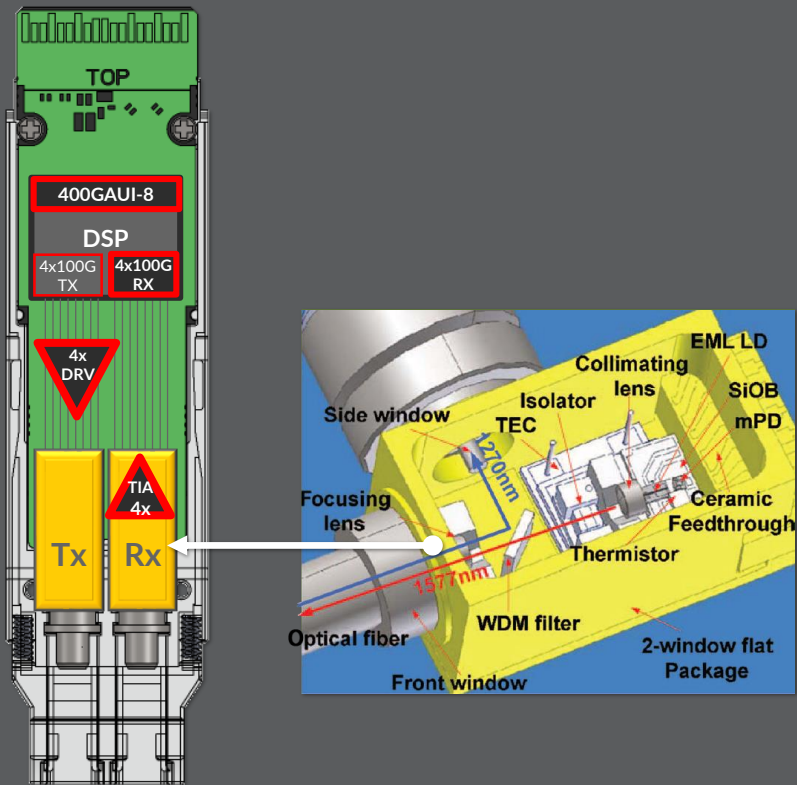 TOP
400GAUI-8
DSP
4x100G
TX
4x100G
RX
4x
DRV
TIA
4x
Tx
Rx
EML LD
Collimating
lens
SiOB
Isolator
mPD
Side window
TEC
1270nm
Focusing
lens
Ceramic
Feedthrough
Thermistor
1577nm
Optical fiber
WDM filter
2-window flat
Package
Front window